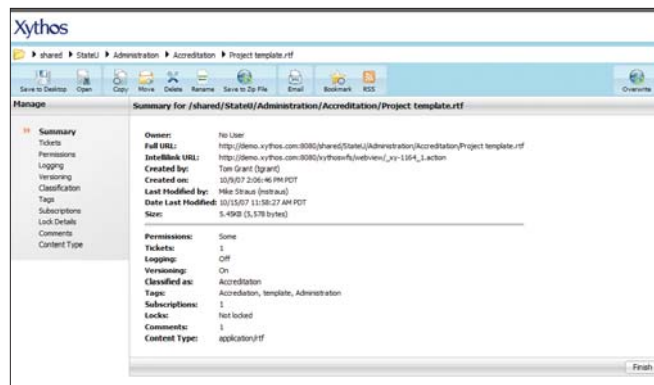 Xythos
shared StateU Administration Accreditation Project template.rtf
Save to Desktop Open Copy Move Delete Rename Save to Zip File Email Bookmark RSS Overwrite
Manage
Summary
Tickets
Permissions
Logging
Versioning
Classification
Tags
Subscriptions
Lock Details
Comments
Content Type
Summary for /shared/StateU/Administration/Accreditation/Project template.rtf
Owner: No User
Full URL: http://demo.xythos.com:8080/shared/StateU/Administration/Accreditation/Project template.rtf
Intellilink URL: http://demo.xythos.com:8080/xythoswfs/webview/_xy-1164_1.action
Created by: Tom Grant (tgrant)
Created on: 10/9/07 2:06:46 PM PDT
Last Modified by: Mike Straus (mstraus)
Date Last Modified: 10/15/07 11:58:27 AM PDT
Size: 5.45KB (5,578 bytes)
Permissions: Some
Tickets: 1
Logging: Off
Versioning: On
Classified as: Accreditation
Tags: Accrediation, template, Administration
Subscriptions: 1
Locks: Not locked
Comments: 1
Content Type: application/rtf
Finish